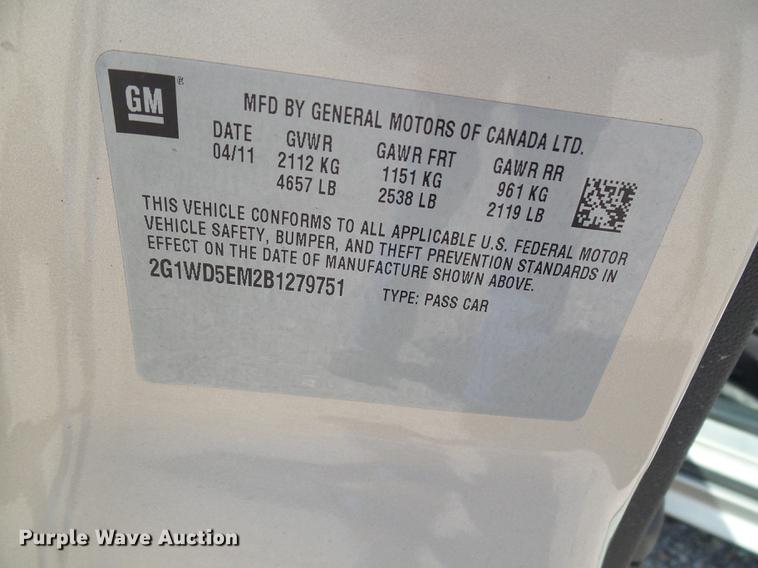 GM®
MFD BY GENERAL MOTORS OF CANADA LTD.
DATE GVWR GAWR FRT GAWR RR
04/11 2112 KG 1151 KG 961 KG
4657 LB 2538 LB 2119 LB
THIS VEHICLE CONFORMS TO ALL APPLICABLE U.S. FEDERAL MOTOR
VEHICLE SAFETY, BUMPER, AND THEFT PREVENTION STANDARDS IN
EFFECT ON THE DATE OF MANUFACTURE SHOWN ABOVE.
2G1WD5EM2B1279751 TYPE: PASS CAR
Purple Wave Auction